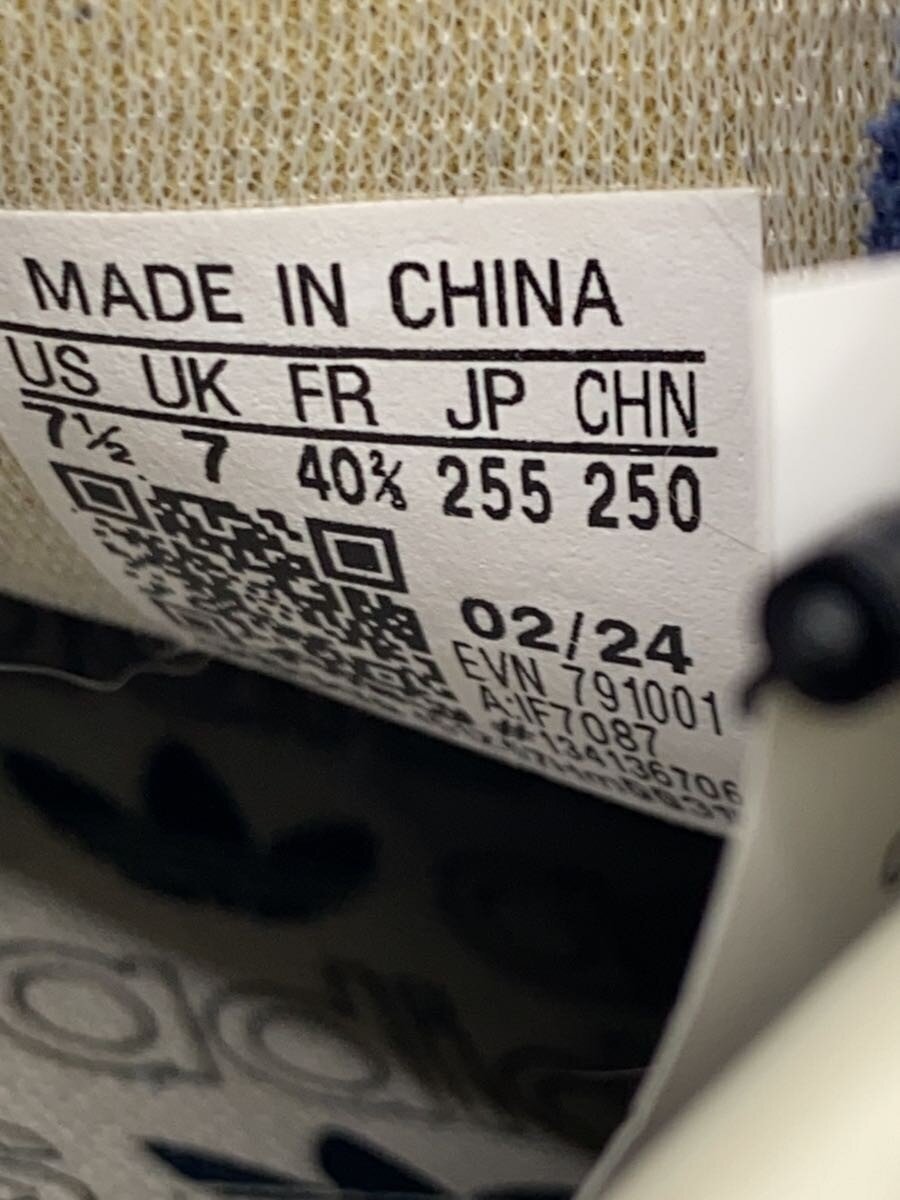 MADE IN CHINA
US UK FR JP CHN
7½ 7 40⅔ 255 250
02/24
EVN 791001
A:IF7087
#134136706